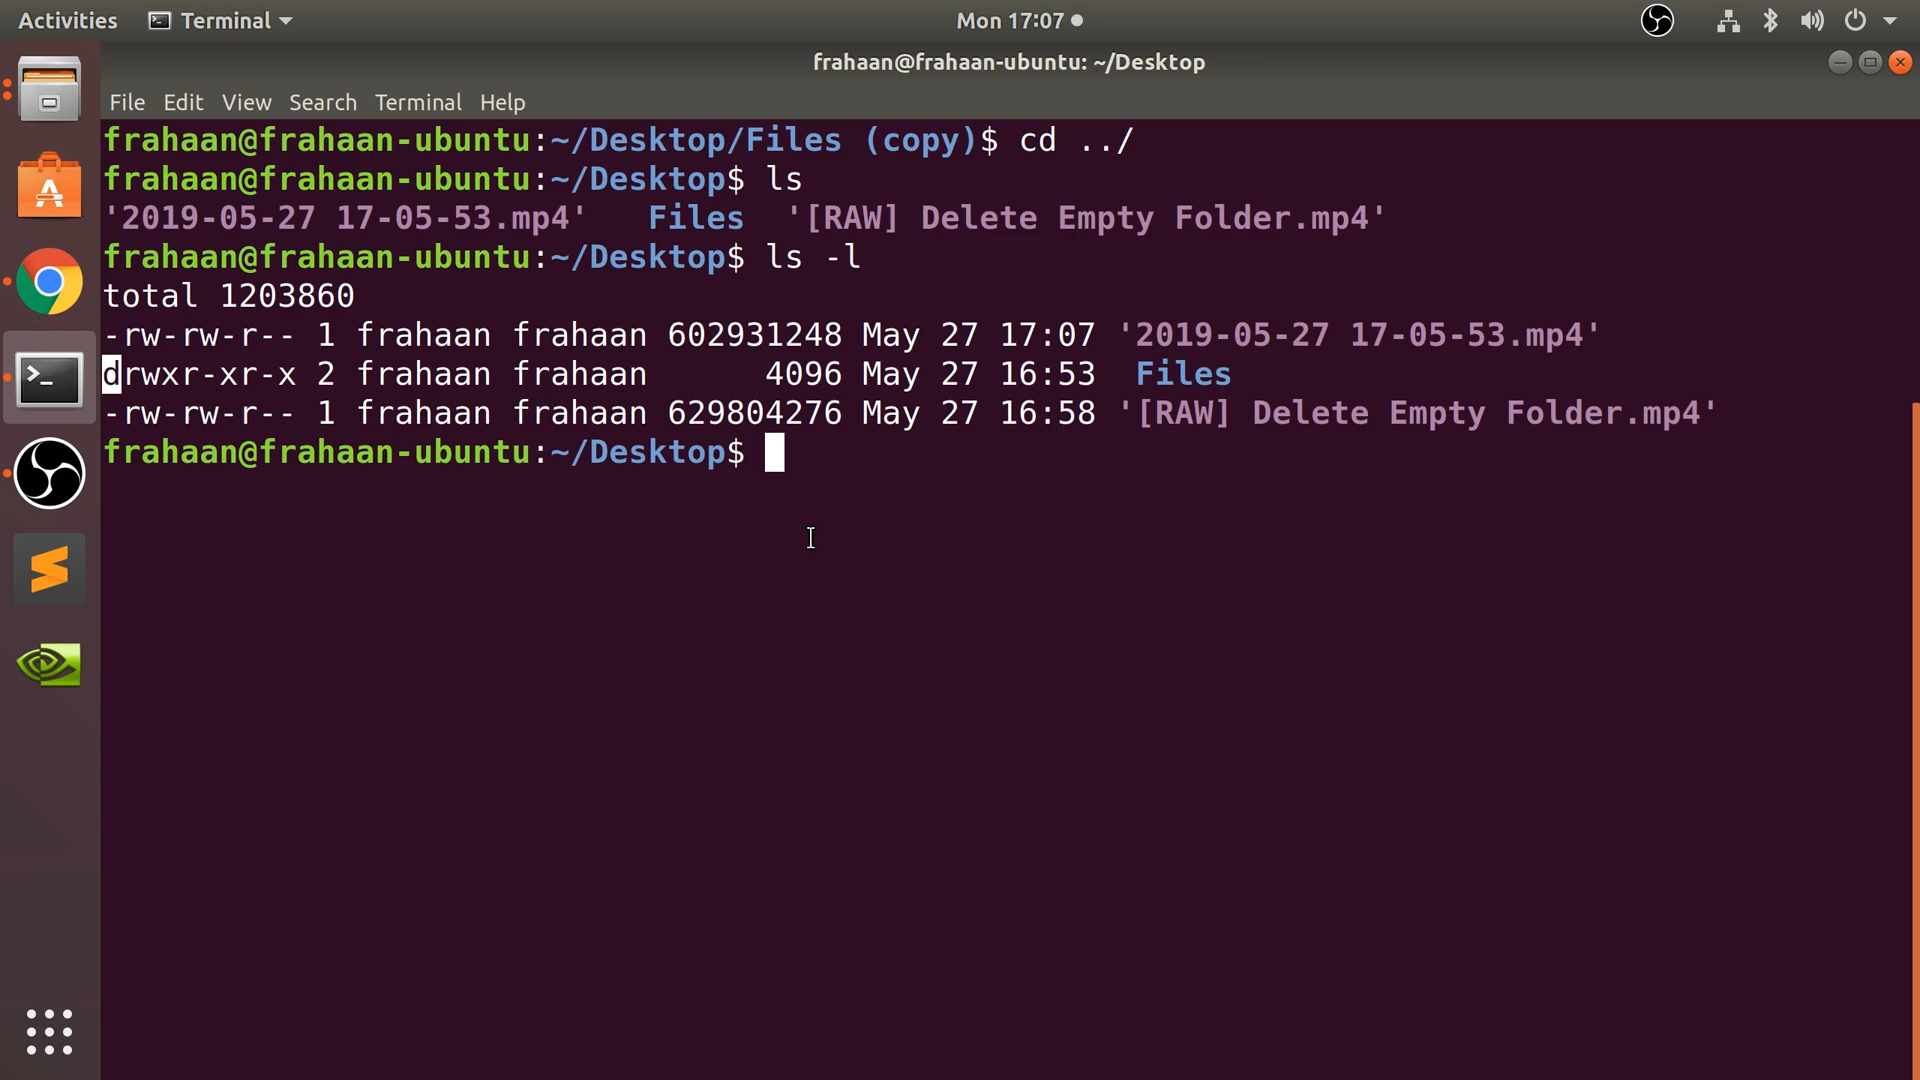 Activities Terminal Mon 17:07
frahaan@frahaan-ubuntu: ~/Desktop
File Edit View Search Terminal Help
frahaan@frahaan-ubuntu:~/Desktop/Files (copy)$ cd ../
frahaan@frahaan-ubuntu:~/Desktop$ ls
'2019-05-27 17-05-53.mp4' Files '[RAW] Delete Empty Folder.mp4'
frahaan@frahaan-ubuntu:~/Desktop$ ls -l
total 1203860
-rw-rw-r-- 1 frahaan frahaan 602931248 May 27 17:07 '2019-05-27 17-05-53.mp4'
drwxr-xr-x 2 frahaan frahaan 4096 May 27 16:53 Files
-rw-rw-r-- 1 frahaan frahaan 629804276 May 27 16:58 '[RAW] Delete Empty Folder.mp4'
frahaan@frahaan-ubuntu:~/Desktop$